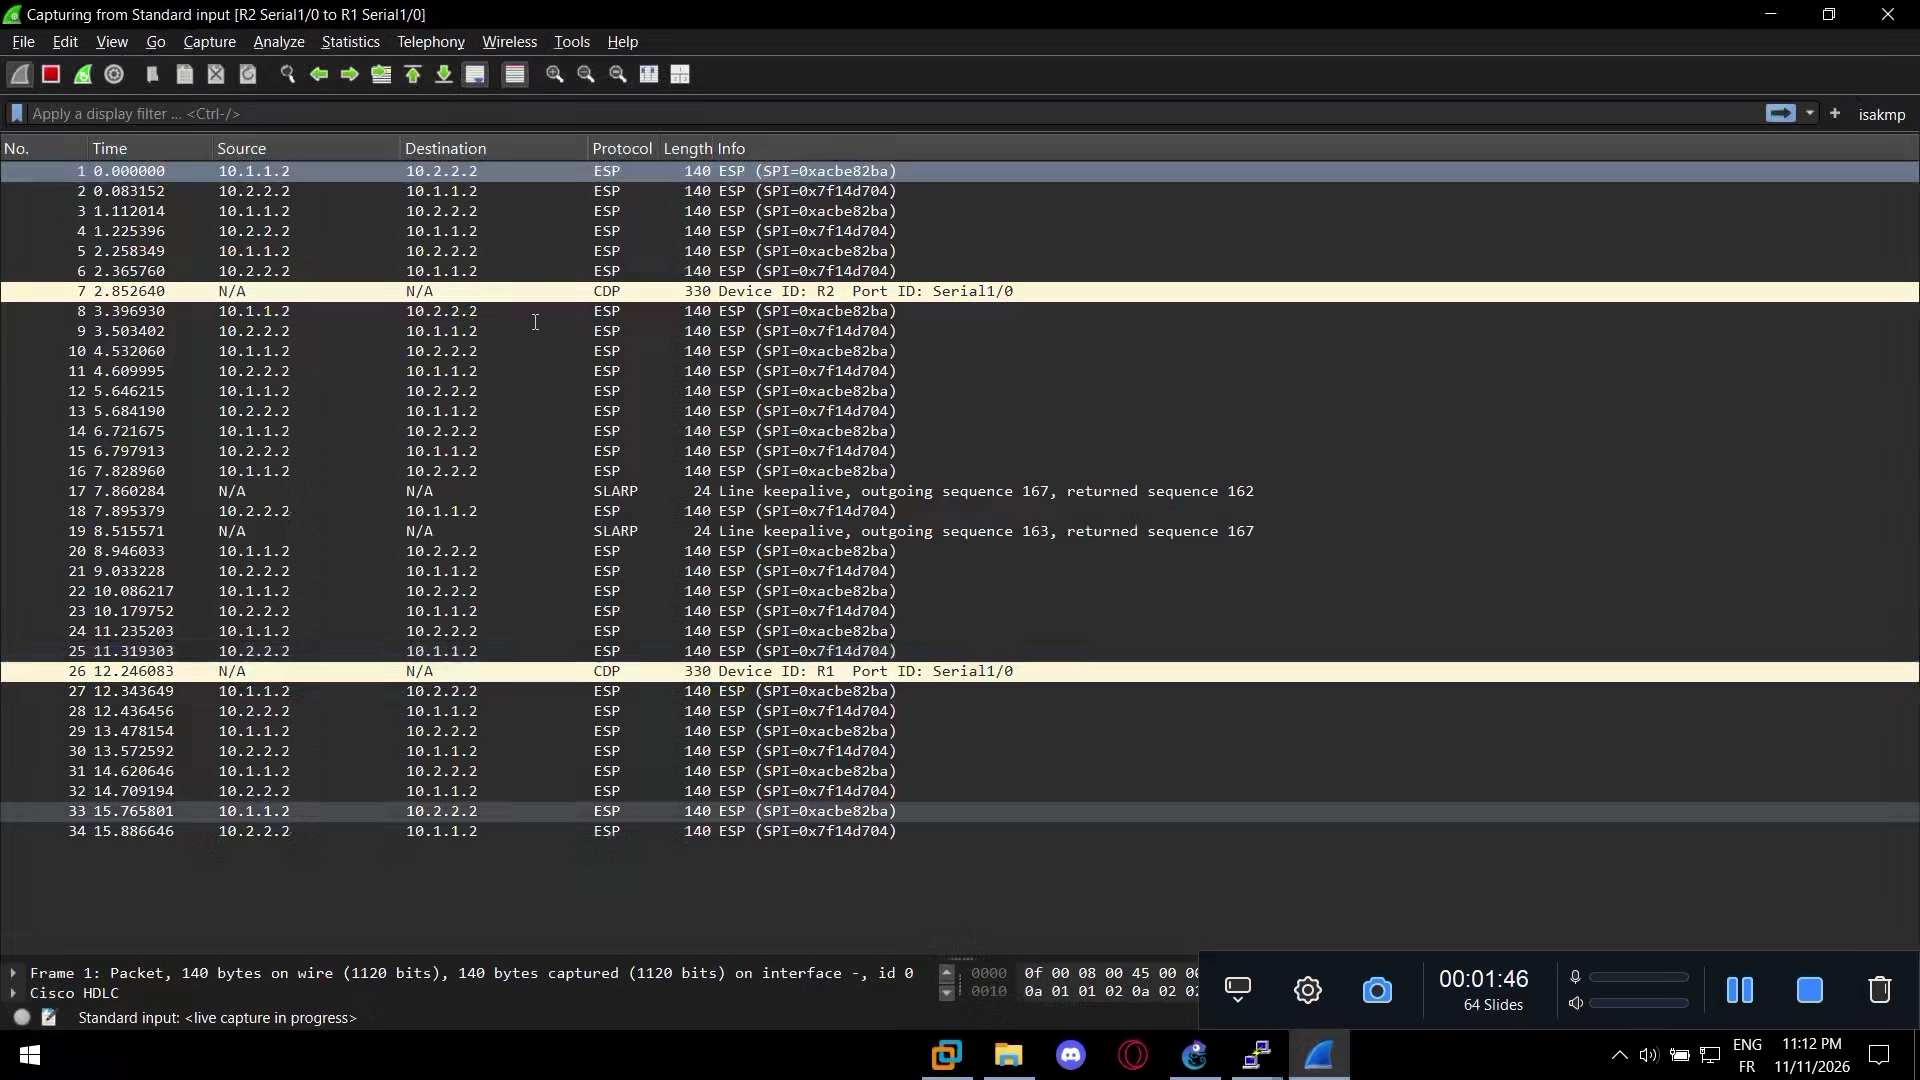 Capturing from Standard input [R2 Serial1/0 to R1 Serial1/0]
File Edit View Go Capture Analyze Statistics Telephony Wireless Tools Help
Apply a display filter ... <Ctrl-/>
isakmp
No. Time Source Destination Protocol Length Info
1 0.000000 10.1.1.2 10.2.2.2 ESP 140 ESP (SPI=0xacbe82ba)
2 0.083152 10.2.2.2 10.1.1.2 ESP 140 ESP (SPI=0x7f14d704)
3 1.112014 10.1.1.2 10.2.2.2 ESP 140 ESP (SPI=0xacbe82ba)
4 1.225396 10.2.2.2 10.1.1.2 ESP 140 ESP (SPI=0x7f14d704)
5 2.258349 10.1.1.2 10.2.2.2 ESP 140 ESP (SPI=0xacbe82ba)
6 2.365760 10.2.2.2 10.1.1.2 ESP 140 ESP (SPI=0x7f14d704)
7 2.852640 N/A N/A CDP 330 Device ID: R2 Port ID: Serial1/0
8 3.396930 10.1.1.2 10.2.2.2 ESP 140 ESP (SPI=0xacbe82ba)
9 3.503402 10.2.2.2 10.1.1.2 ESP 140 ESP (SPI=0x7f14d704)
10 4.532060 10.1.1.2 10.2.2.2 ESP 140 ESP (SPI=0xacbe82ba)
11 4.609995 10.2.2.2 10.1.1.2 ESP 140 ESP (SPI=0x7f14d704)
12 5.646215 10.1.1.2 10.2.2.2 ESP 140 ESP (SPI=0xacbe82ba)
13 5.684190 10.2.2.2 10.1.1.2 ESP 140 ESP (SPI=0x7f14d704)
14 6.721675 10.1.1.2 10.2.2.2 ESP 140 ESP (SPI=0xacbe82ba)
15 6.797913 10.2.2.2 10.1.1.2 ESP 140 ESP (SPI=0x7f14d704)
16 7.828960 10.1.1.2 10.2.2.2 ESP 140 ESP (SPI=0xacbe82ba)
17 7.860284 N/A N/A SLARP 24 Line keepalive, outgoing sequence 167, returned sequence 162
18 7.895379 10.2.2.2 10.1.1.2 ESP 140 ESP (SPI=0x7f14d704)
19 8.515571 N/A N/A SLARP 24 Line keepalive, outgoing sequence 163, returned sequence 167
20 8.946033 10.1.1.2 10.2.2.2 ESP 140 ESP (SPI=0xacbe82ba)
21 9.033228 10.2.2.2 10.1.1.2 ESP 140 ESP (SPI=0x7f14d704)
22 10.086217 10.1.1.2 10.2.2.2 ESP 140 ESP (SPI=0xacbe82ba)
23 10.179752 10.2.2.2 10.1.1.2 ESP 140 ESP (SPI=0x7f14d704)
24 11.235203 10.1.1.2 10.2.2.2 ESP 140 ESP (SPI=0xacbe82ba)
25 11.319303 10.2.2.2 10.1.1.2 ESP 140 ESP (SPI=0x7f14d704)
26 12.246083 N/A N/A CDP 330 Device ID: R1 Port ID: Serial1/0
27 12.343649 10.1.1.2 10.2.2.2 ESP 140 ESP (SPI=0xacbe82ba)
28 12.436456 10.2.2.2 10.1.1.2 ESP 140 ESP (SPI=0x7f14d704)
29 13.478154 10.1.1.2 10.2.2.2 ESP 140 ESP (SPI=0xacbe82ba)
30 13.572592 10.2.2.2 10.1.1.2 ESP 140 ESP (SPI=0x7f14d704)
31 14.620646 10.1.1.2 10.2.2.2 ESP 140 ESP (SPI=0xacbe82ba)
32 14.709194 10.2.2.2 10.1.1.2 ESP 140 ESP (SPI=0x7f14d704)
33 15.765801 10.1.1.2 10.2.2.2 ESP 140 ESP (SPI=0xacbe82ba)
34 15.886646 10.2.2.2 10.1.1.2 ESP 140 ESP (SPI=0x7f14d704)
Frame 1: Packet, 140 bytes on wire (1120 bits), 140 bytes captured (1120 bits) on interface -, id 0
Cisco HDLC
0000 0f 00 08 00 45 00 00
0010 0a 01 01 02 0a 02 02
Standard input: <live capture in progress>
00:01:46
64 Slides
ENG
FR
11:12 PM
11/11/2026